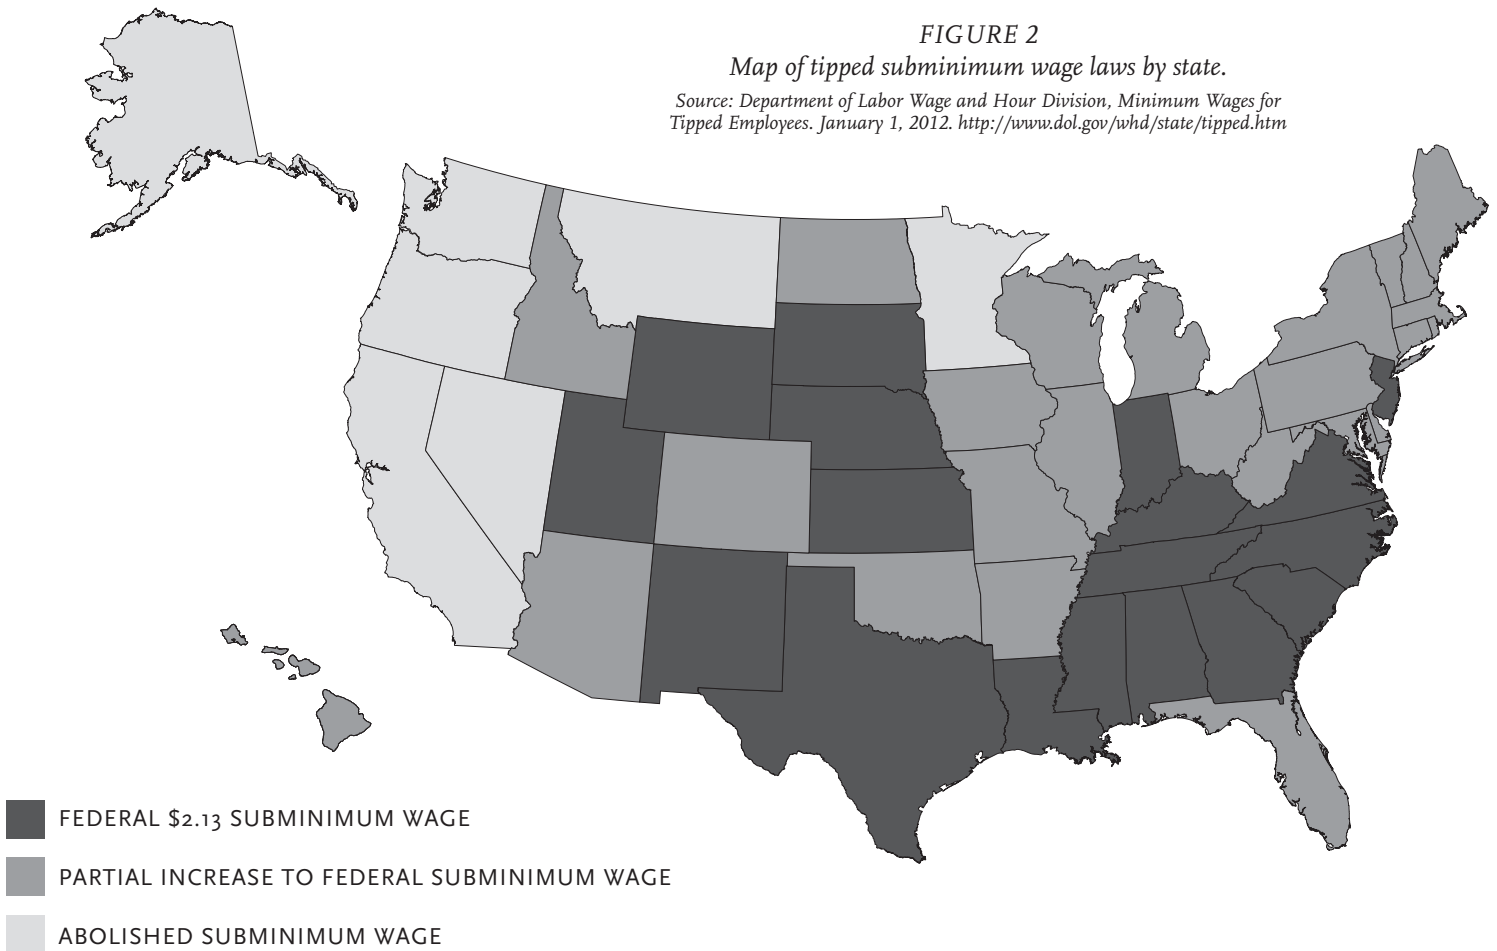 FIGURE 2
Map of tipped subminimum wage laws by state.
Source: Department of Labor Wage and Hour Division, Minimum Wages for
Tipped Employees. January 1, 2012. http://www.dol.gov/whd/state/tipped.htm
FEDERAL $2.13 SUBMINIMUM WAGE
PARTIAL INCREASE TO FEDERAL SUBMINIMUM WAGE
ABOLISHED SUBMINIMUM WAGE